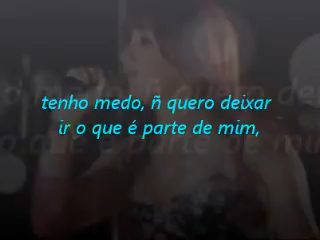 tenho medo, ñ quero deixar
ir o que é parte de mim,